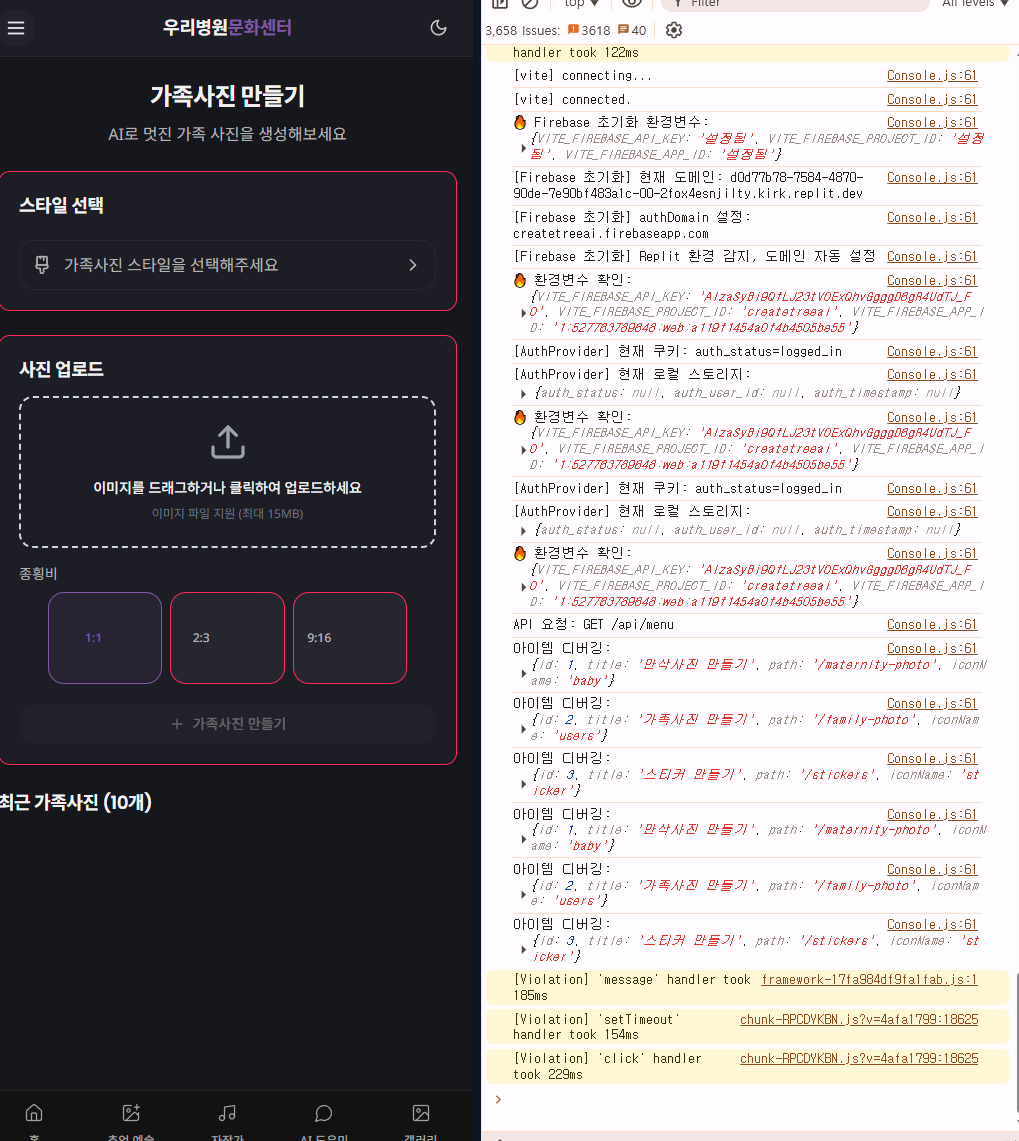 우리병원문화센터
가족사진 만들기
AI로 멋진 가족 사진을 생성해보세요
스타일 선택
가족사진 스타일을 선택해주세요
사진 업로드
이미지를 드래그하거나 클릭하여 업로드하세요
이미지 파일 지원 (최대 15MB)
종횡비
1:1
2:3
9:16
+ 가족사진 만들기
최근 가족사진 (10개)
홈
AI 도우미
갤러리
top ▼
Filter
All levels ▼
3,658 Issues: 3618 40
handler took 122ms
[vite] connecting... Console.js:61
[vite] connected. Console.js:61
🔥 Firebase 초기화 환경변수: Console.js:61
{VITE_FIREBASE_API_KEY: '설정됨', VITE_FIREBASE_PROJECT_ID: '설정
됨', VITE_FIREBASE_APP_ID: '설정됨'}
[Firebase 초기화] 현재 도메인: d0d77b78-7584-4870- Console.js:61
90de-7e90bf483a1c-00-2fox4esnjilty.kirk.replit.dev
[Firebase 초기화] authDomain 설정: Console.js:61
createtreeai.firebaseapp.com
[Firebase 초기화] Replit 환경 감지, 도메인 자동 설정 Console.js:61
🔥 환경변수 확인: Console.js:61
{VITE_FIREBASE_API_KEY:
VITE_FIREBASE_PROJECT_ID: 'createtreeai', VITE_FIREBASE_APP_I
D: '1:527763789648:web:a119f1454a0f4b4505be55'}
[AuthProvider] 현재 쿠키: auth_status=logged_in Console.js:61
[AuthProvider] 현재 로컬 스토리지: Console.js:61
{auth_status: null, auth_user_id: null, auth_timestamp: null}
🔥 환경변수 확인: Console.js:61
{VITE_FIREBASE_API_KEY:
VITE_FIREBASE_PROJECT_ID: 'createtreeai', VITE_FIREBASE_APP_I
D: '1:527763789648:web:a119f1454a0f4b4505be55'}
[AuthProvider] 현재 쿠키: auth_status=logged_in Console.js:61
[AuthProvider] 현재 로컬 스토리지: Console.js:61
{auth_status: null, auth_user_id: null, auth_timestamp: null}
🔥 환경변수 확인: Console.js:61
{VITE_FIREBASE_API_KEY:
VITE_FIREBASE_PROJECT_ID: 'createtreeai', VITE_FIREBASE_APP_I
D: '1:527763789648:web:a119f1454a0f4b4505be55'}
API 요청: GET /api/menu Console.js:61
아이템 디버깅: Console.js:61
{id: 1, title: '만삭사진 만들기', path: '/maternity-photo', iconN
ame: 'baby'}
아이템 디버깅: Console.js:61
{id: 2, title: '가족사진 만들기', path: '/family-photo', iconNam
e: 'users'}
아이템 디버깅: Console.js:61
{id: 3, title: '스티커 만들기', path: '/stickers', iconName: 'st
icker'}
아이템 디버깅: Console.js:61
{id: 1, title: '만삭사진 만들기', path: '/maternity-photo', iconN
ame: 'baby'}
아이템 디버깅: Console.js:61
{id: 2, title: '가족사진 만들기', path: '/family-photo', iconNam
e: 'users'}
아이템 디버깅: Console.js:61
{id: 3, title: '스티커 만들기', path: '/stickers', iconName: 'st
icker'}
[Violation] 'message' handler took framework-17fa984df9fa1fab.js:1
185ms
[Violation] 'setTimeout' chunk-RPCDYKBN.js?v=4afa1799:18625
handler took 154ms
[Violation] 'click' handler chunk-RPCDYKBN.js?v=4afa1799:18625
took 229ms